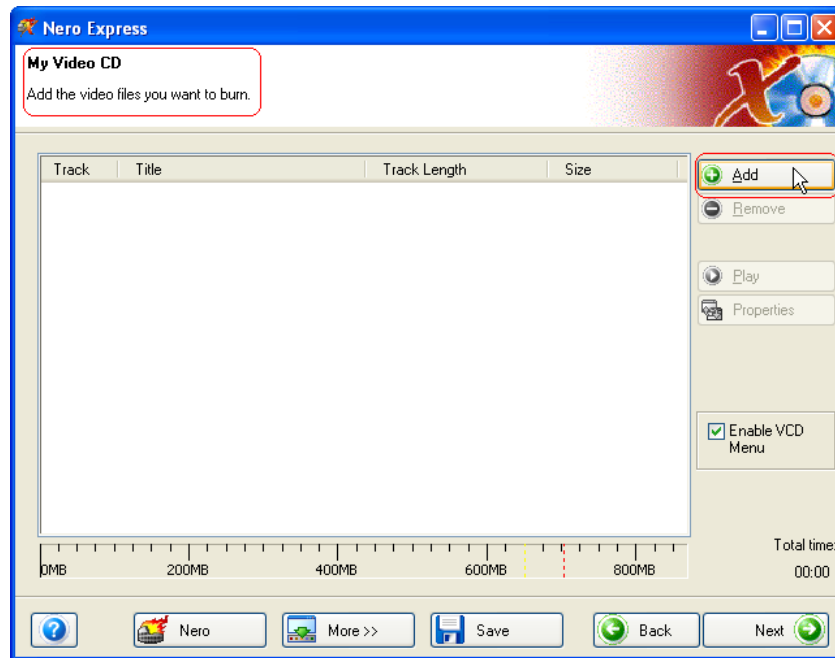 Nero Express
My Video CD
Add the video files you want to burn.
Track Title Track Length Size
Add
Remove
Play
Properties
Enable VCD
Menu
0MB 200MB 400MB 600MB 800MB
Total time:
00:00
Nero More >> Save Back Next